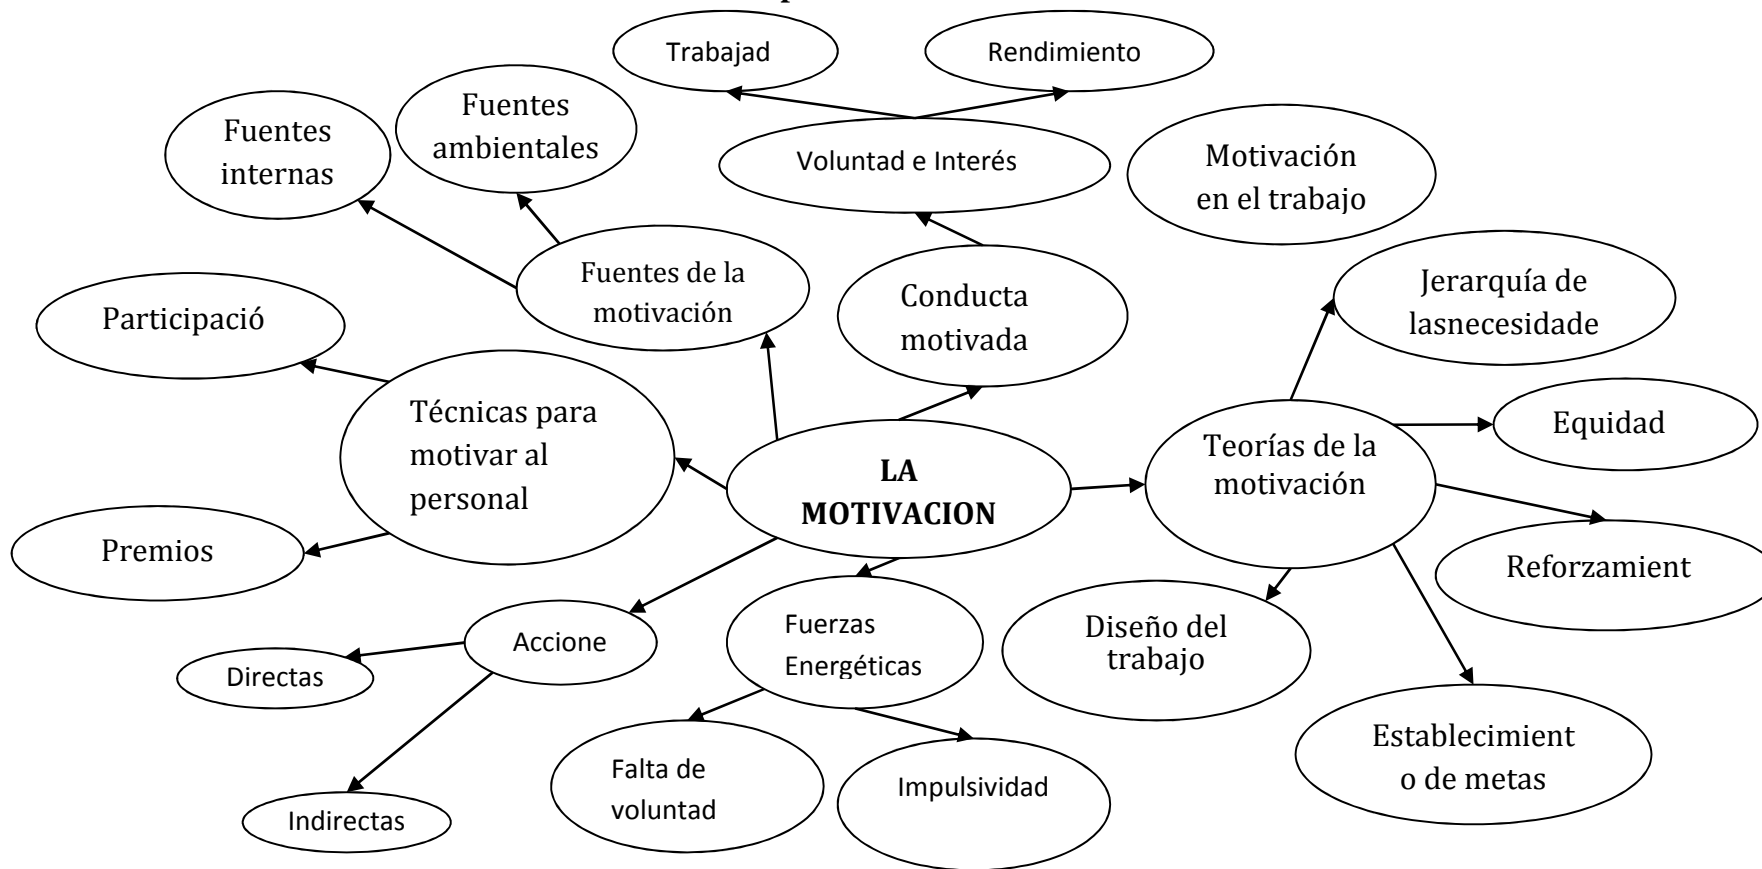 Trabajad
Rendimiento
Fuentes
ambientales
Fuentes
internas
Voluntad e Interés
Motivación
en el trabajo
Fuentes de la
motivación
Conducta
motivada
Jerarquía de
lasnecesidade
Participació
Técnicas para
motivar al
personal
Equidad
Teorías de la
motivación
LA
MOTIVACION
Premios
Reforzamient
Accione
Fuerzas
Energéticas
Diseño del
trabajo
Directas
Establecimient
o de metas
Falta de
voluntad
Impulsividad
Indirectas